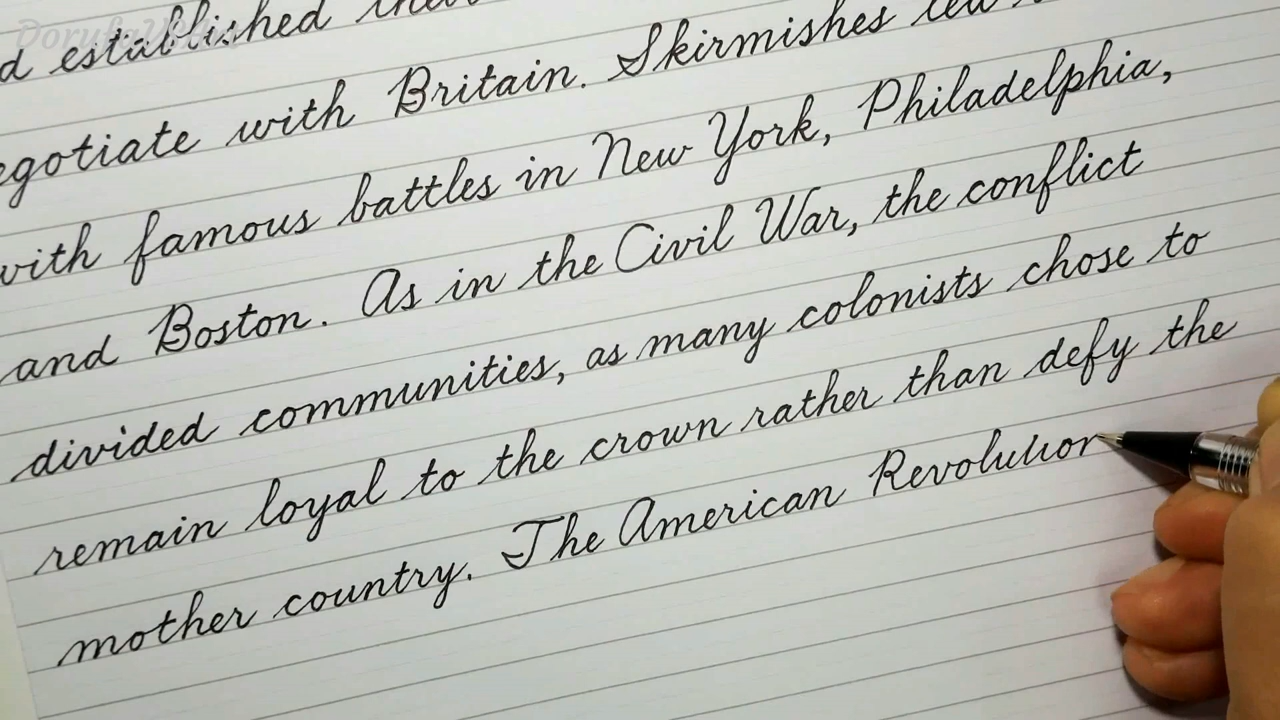 d established
egotiate with Britain. Skirmishes led
with famous battles in New York, Philadelphia,
and Boston. As in the Civil War, the conflict
divided communities, as many colonists chose to
remain loyal to the crown rather than defy the
mother country. The American Revolution